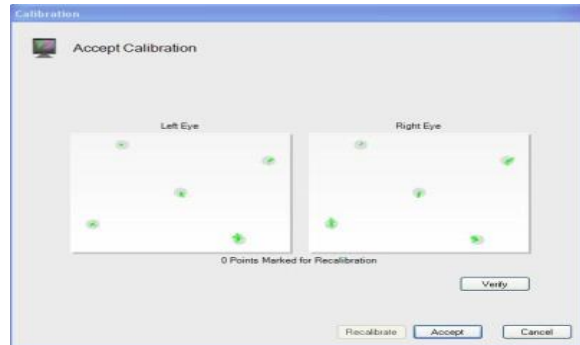 Calibration
Accept Calibration
Left Eye Right Eye
0 Points Marked for Recalibration
Verify
Recalibrate Accept Cancel